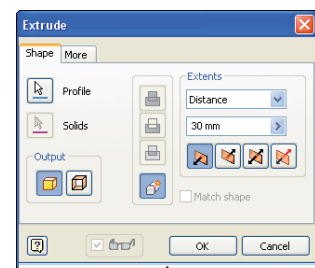 Extrude
Shape More
Profile
Solids
Output
Extents
Distance
30 mm
Match shape
OK Cancel